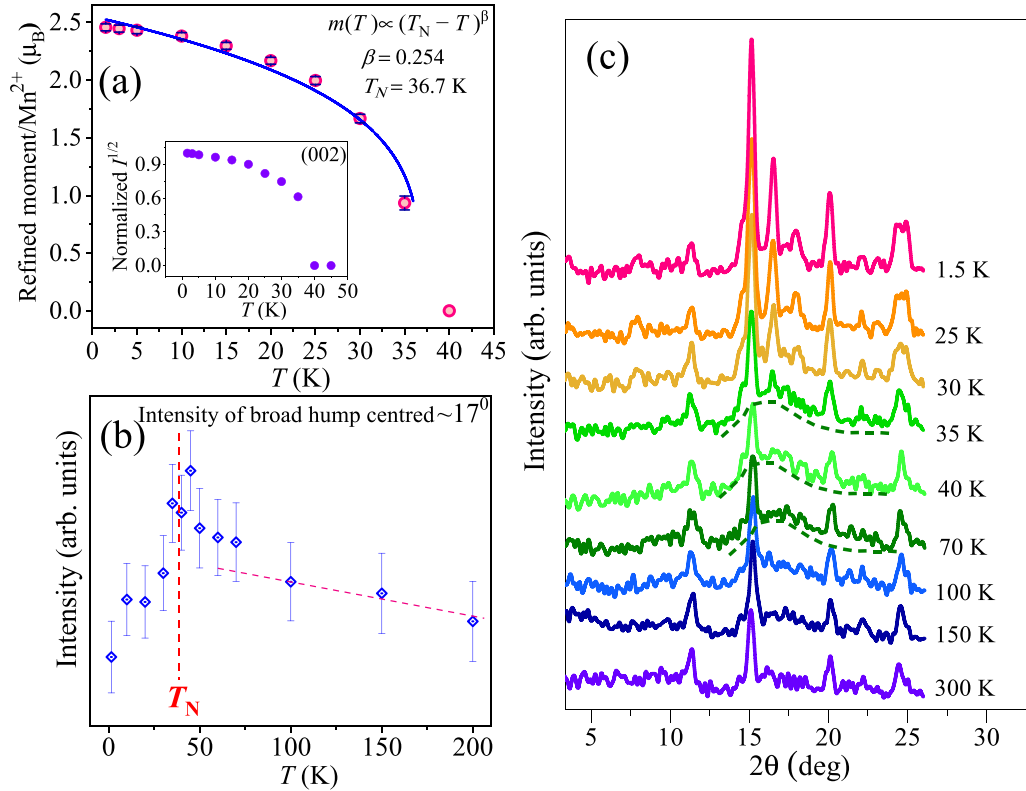 (a)
m(T) ∝ (T_N − T)^β
β = 0.254
T_N = 36.7 K
Refined moment/Mn²⁺ (μ_B)
2.5
2.0
1.5
1.0
0.5
0.0
0 5 10 15 20 25 30 35 40 45
T (K)
(002)
Normalized I^1/2
0.9
0.6
0.3
0.0
0 10 20 30 40 50
T (K)
(b)
Intensity of broad hump centred~17⁰
Intensity (arb. units)
T_N
0 50 100 150 200
T (K)
(c)
Intensity (arb. units)
1.5 K
25 K
30 K
35 K
40 K
70 K
100 K
150 K
300 K
5 10 15 20 25 30
2θ (deg)